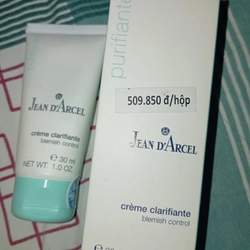 JEAN D'ARCEL
crème clarifiante
blemish control
30 ml
NET WT. 1.0 OZ
purifiante
509.850 đ/hộp
JEAN D'ARCEL
crème clarifiante
blemish control